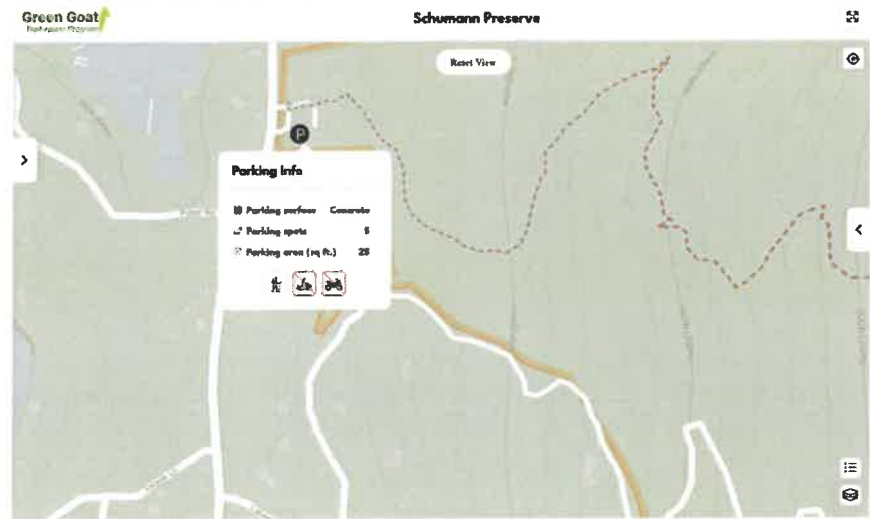 Green Goat
Schumann Preserve
Reset View
P
Parking Info
Parking surface Concrete
Parking spots 5
Parking area (sq ft.) 25